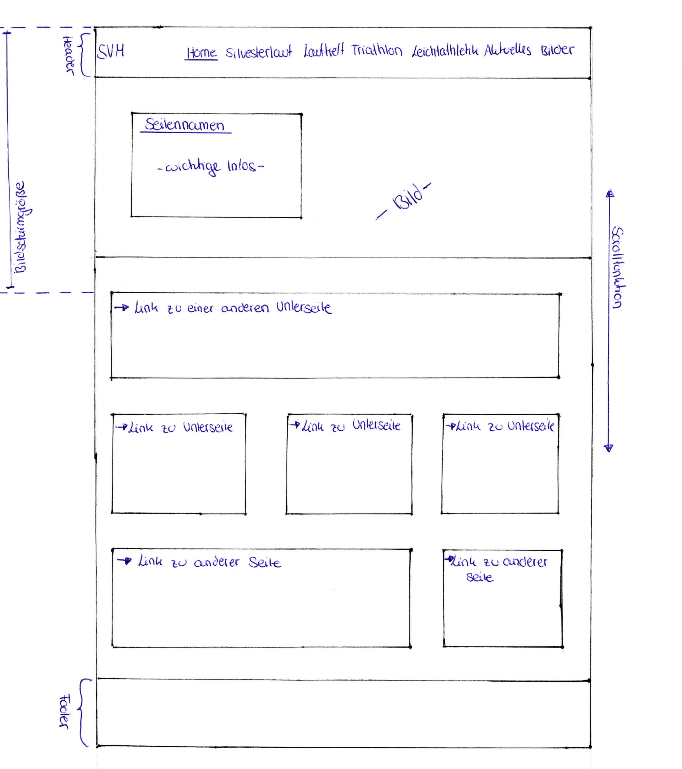 Header
SVM
Home Silvesterlauf Lauftreff Triathlon Leichtathletik Aktuelles Bilder
Seitennamen
-wichtige Infos-
- Bild -
Bildschirmgröße
Scrollfunktion
→ Link zu einer anderen Unterseite
→ Link zu Unterseite
→ Link zu Unterseite
→ Link zu Unterseite
→ Link zu anderer Seite
→ Link zu anderer
Seite
Footer